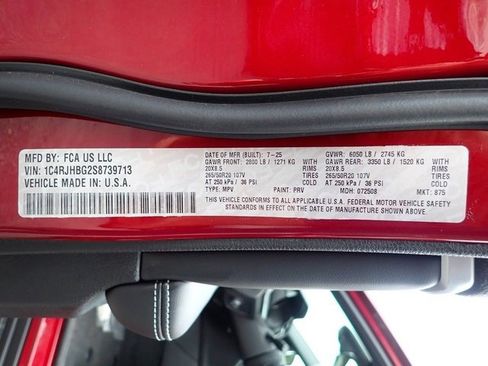 MFD BY: FCA US LLC
VIN: 1C4RJHBG2S8739713
VEHICLE MADE IN U.S.A.
DATE OF MFR (BUILT): 7-25 GVWR: 6050 LB / 2745 KG
GAWR FRONT: 2800 LB / 1271 KG WITH GAWR REAR: 3350 LB / 1520 KG WITH
20X8.5 RIMS 20X8.5 RIMS
265/50R20 107V TIRES 265/50R20 107V TIRES
AT 250 kPa / 36 PSI AT 250 kPa / 36 PSI
TYPE: MPV PAINT: PRV MDH: 072508 MKT: 875
THIS VEHICLE CONFORMS TO ALL APPLICABLE U.S.A. FEDERAL MOTOR VEHICLE SAFETY
STANDARDS IN EFFECT ON THE DATE OF MANUFACTURE SHOWN ABOVE.